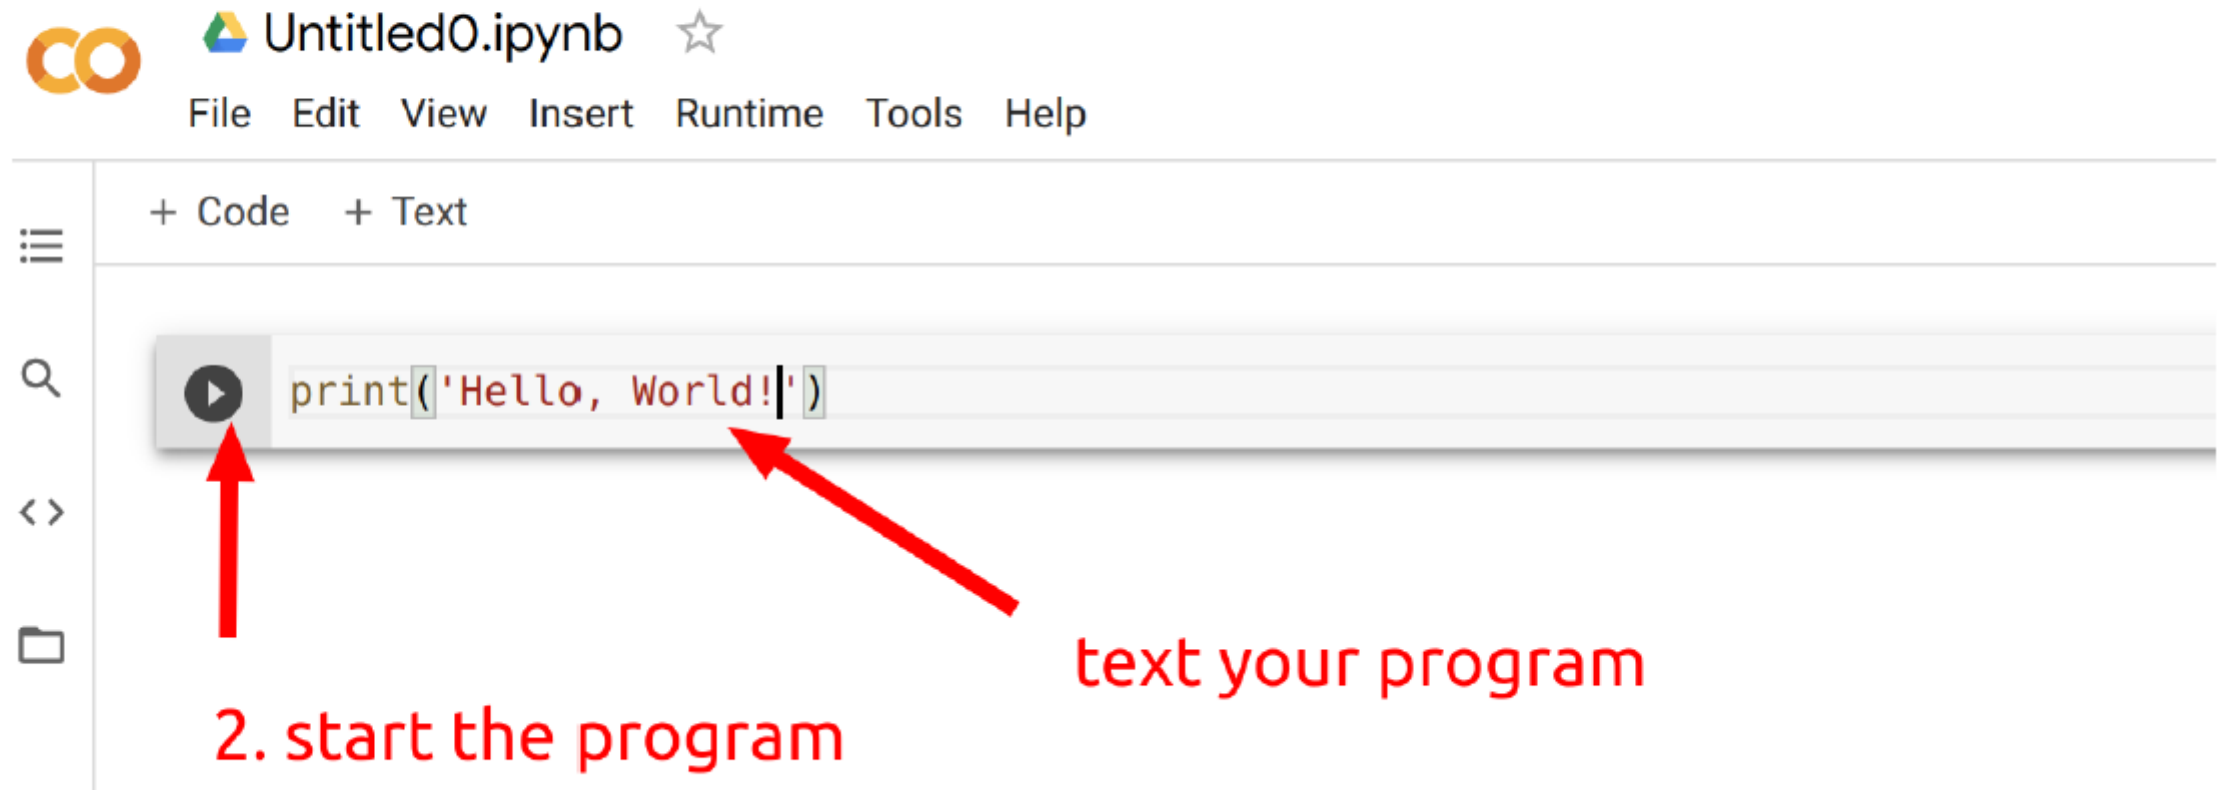 Untitled0.ipynb
File Edit View Insert Runtime Tools Help
+ Code + Text
print('Hello, World!')
text your program
2. start the program